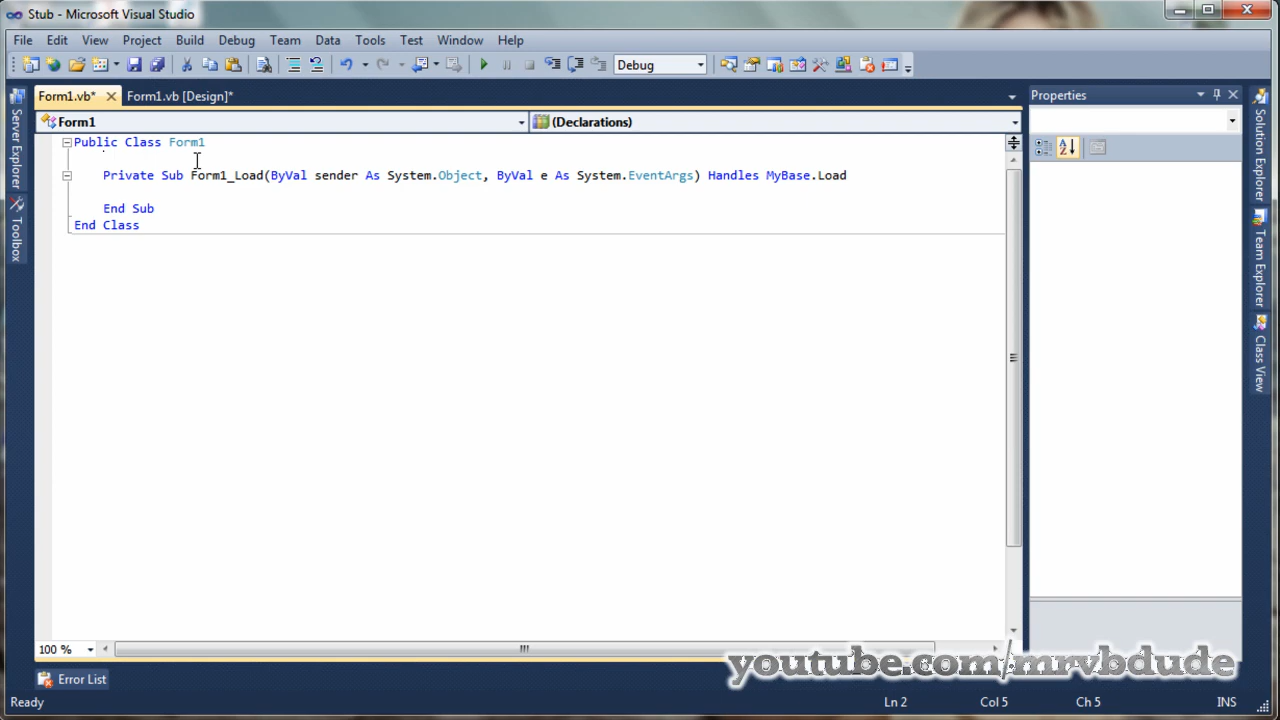 Stub - Microsoft Visual Studio
File Edit View Project Build Debug Team Data Tools Test Window Help
Debug
Form1.vb* Form1.vb [Design]*
Properties
Form1 (Declarations)
Public Class Form1
Private Sub Form1_Load(ByVal sender As System.Object, ByVal e As System.EventArgs) Handles MyBase.Load
End Sub
End Class
Server Explorer
Toolbox
Solution Explorer
Team Explorer
Class View
100 %
youtube.com/mrvbdude
Error List
Ready Ln 2 Col 5 Ch 5 INS